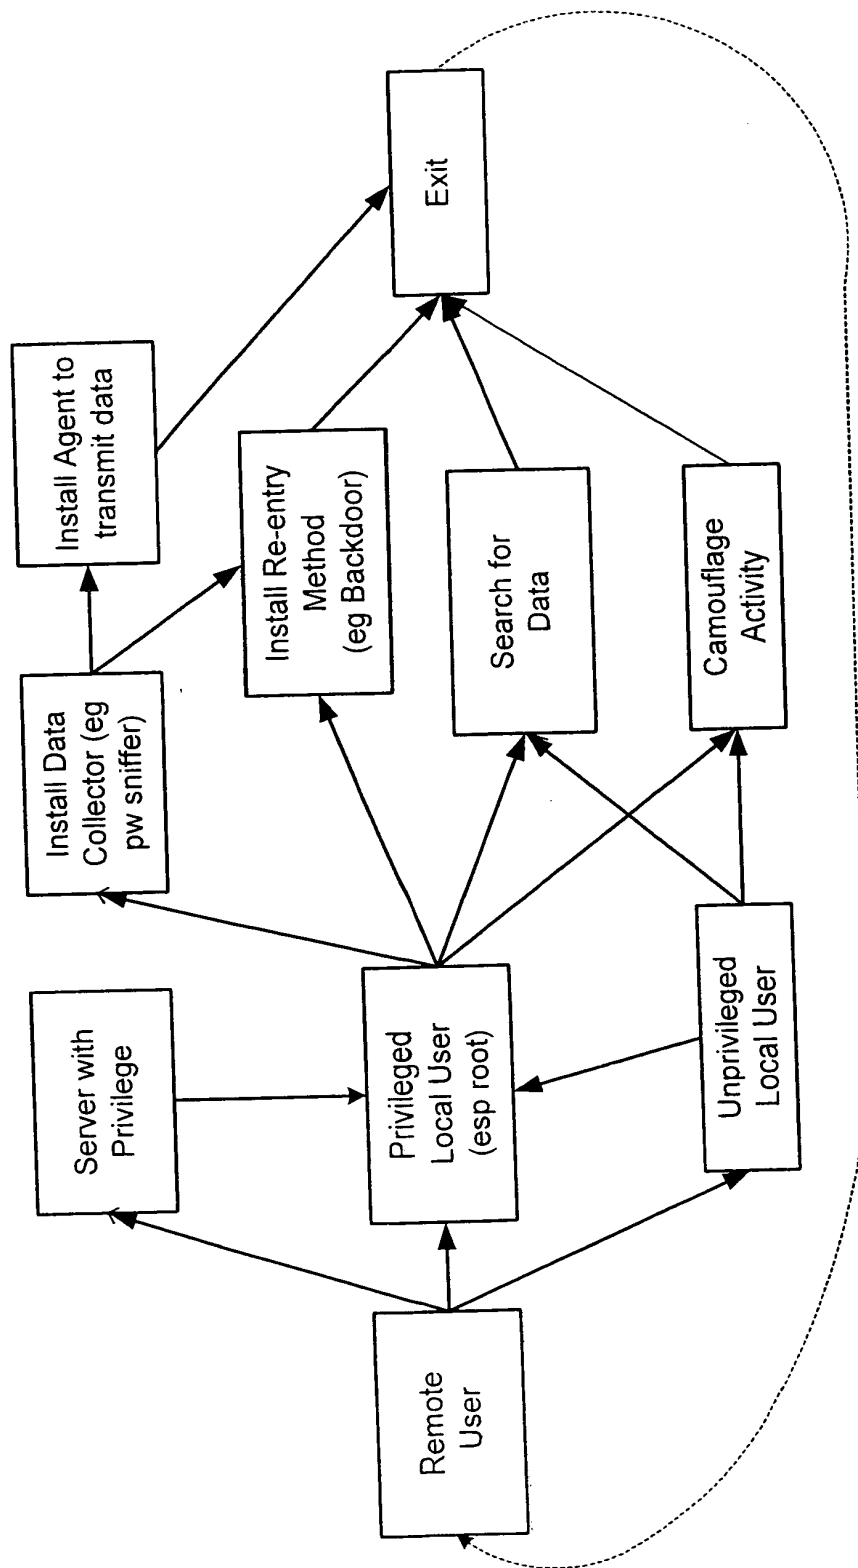 Remote
User
Server with
Privilege
Privileged
Local User
(esp root)
Unprivileged
Local User
Install Data
Collector (eg
pw sniffer)
Install Agent to
transmit data
Install Re-entry
Method
(eg Backdoor)
Search for
Data
Camouflage
Activity
Exit